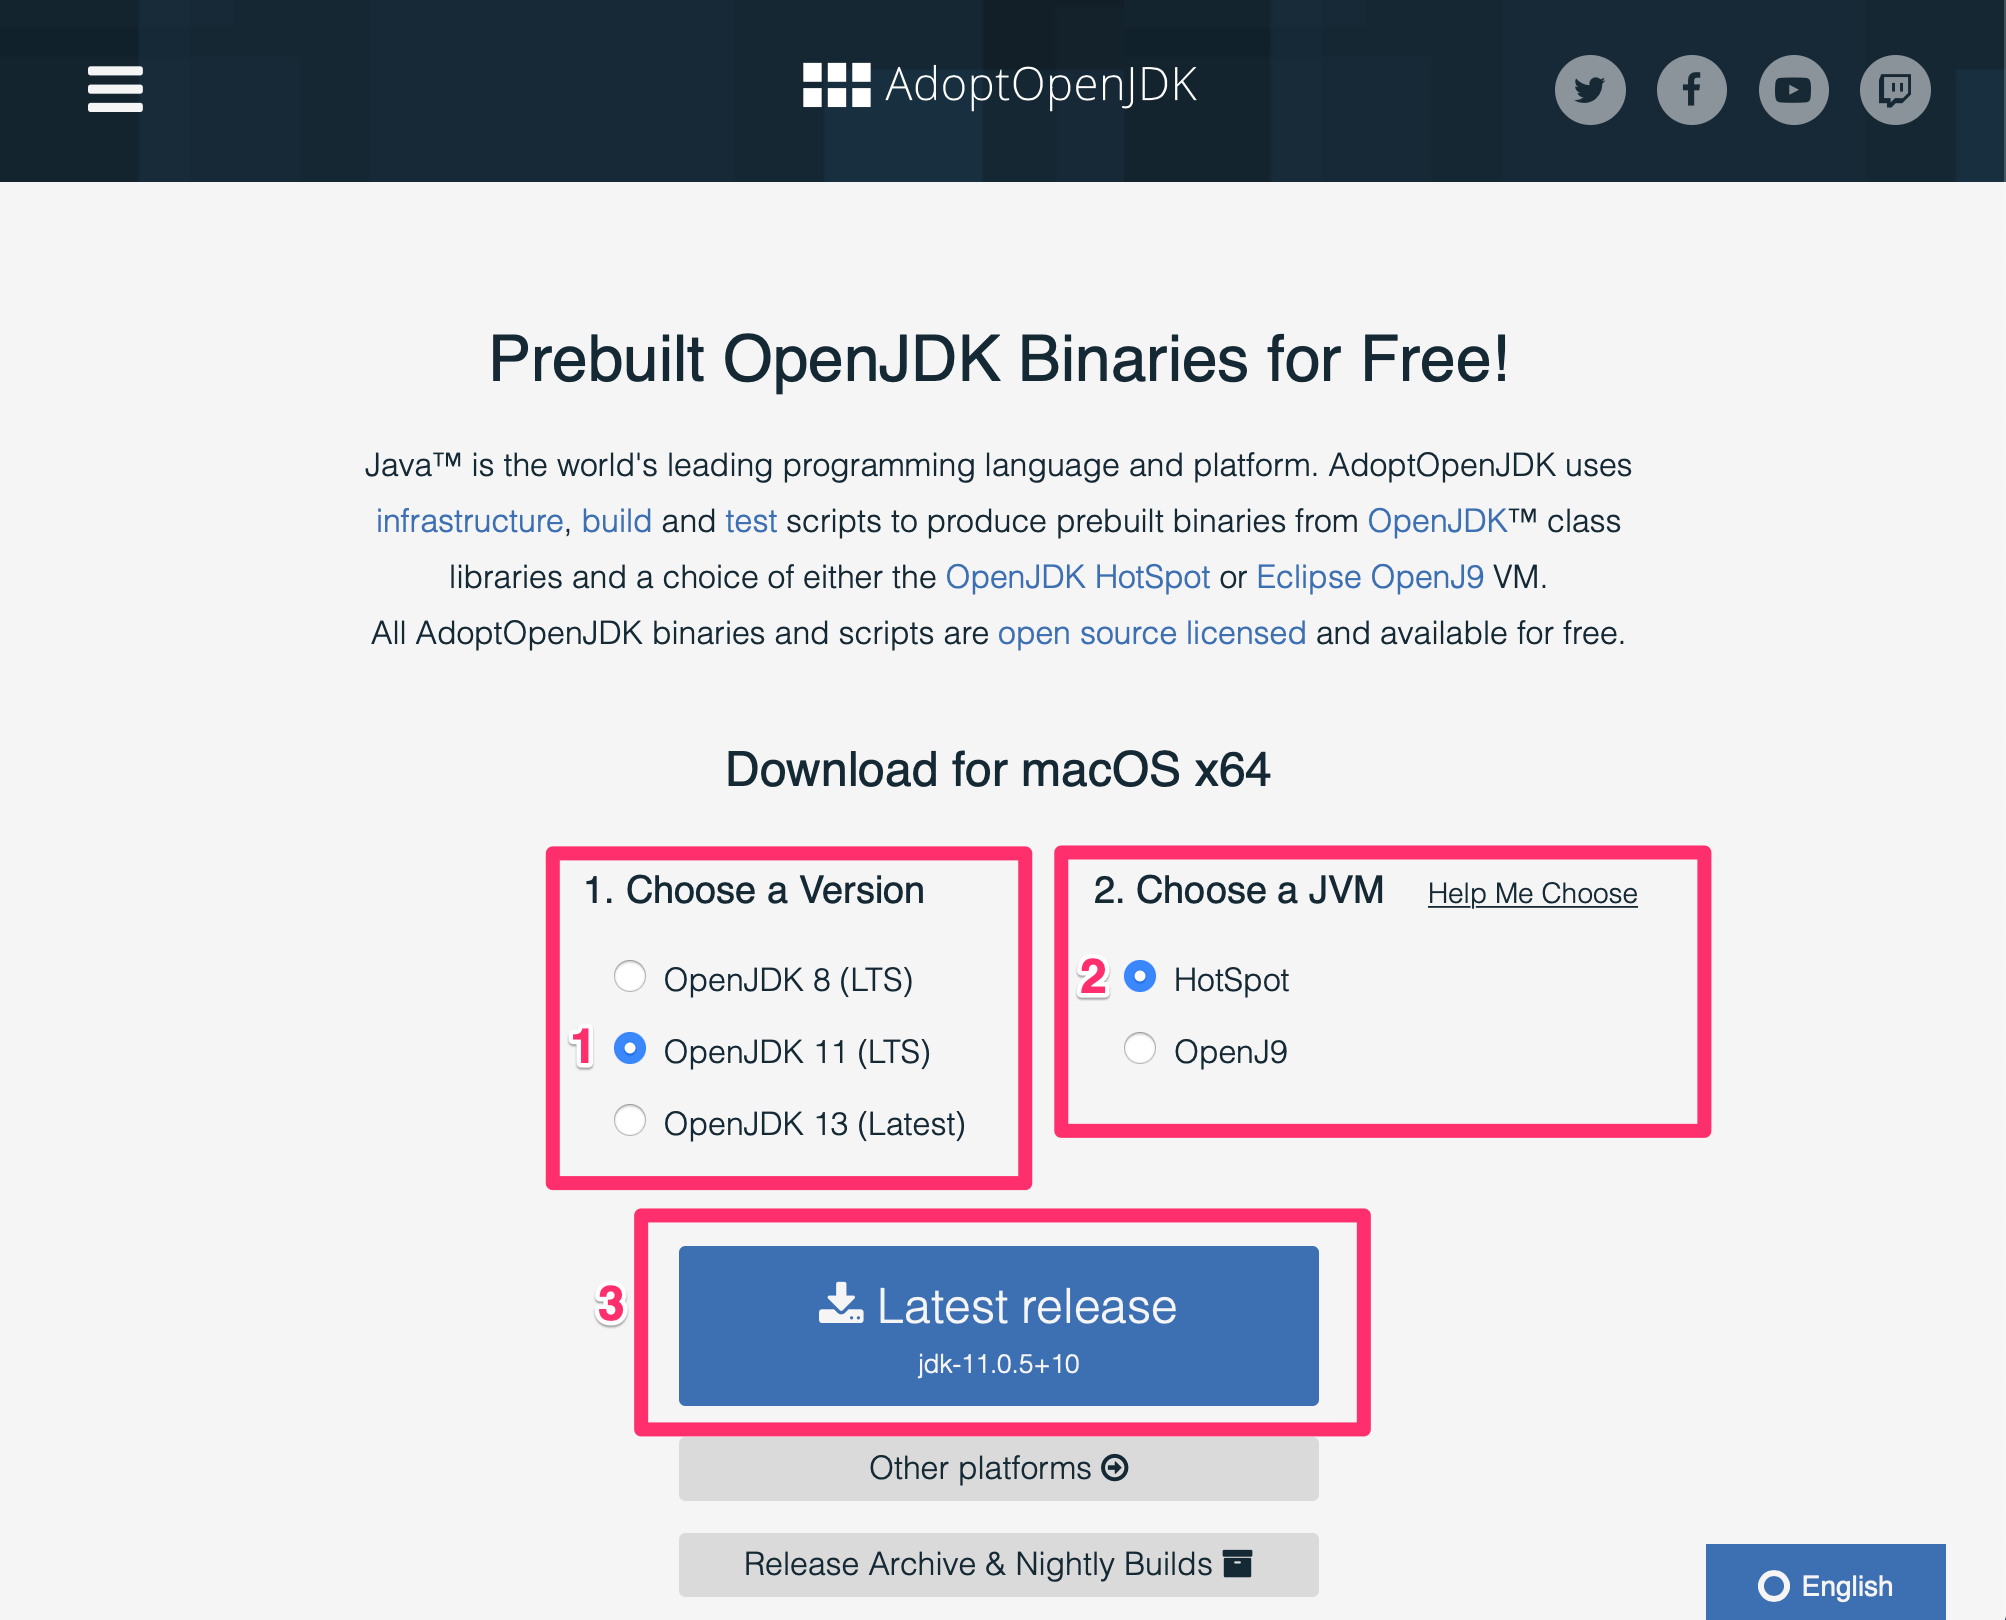 AdoptOpenJDK
Prebuilt OpenJDK Binaries for Free!
Java™ is the world's leading programming language and platform. AdoptOpenJDK uses
infrastructure, build and test scripts to produce prebuilt binaries from OpenJDK™ class
libraries and a choice of either the OpenJDK HotSpot or Eclipse OpenJ9 VM.
All AdoptOpenJDK binaries and scripts are open source licensed and available for free.
Download for macOS x64
1. Choose a Version
OpenJDK 8 (LTS)
1 OpenJDK 11 (LTS)
OpenJDK 13 (Latest)
2. Choose a JVM Help Me Choose
2 HotSpot
OpenJ9
3 Latest release
jdk-11.0.5+10
Other platforms
Release Archive & Nightly Builds
English